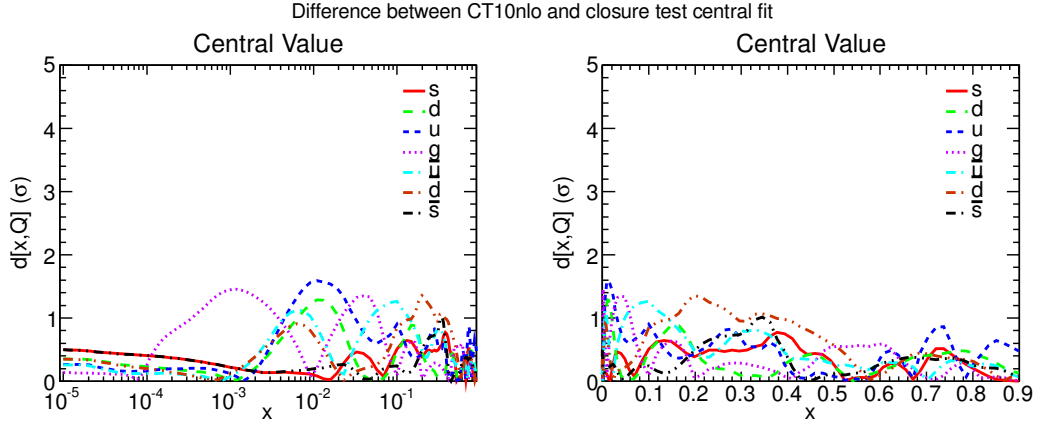 Difference between CT10nlo and closure test central fit
Central Value
d[x,Q] (σ)
5
4
3
2
1
0
s
d
u
g
u̅
d̅
s̅
10⁻⁵ 10⁻⁴ 10⁻³ 10⁻² 10⁻¹
x
Central Value
d[x,Q] (σ)
5
4
3
2
1
0
s
d
u
g
u̅
d̅
s̅
0 0.1 0.2 0.3 0.4 0.5 0.6 0.7 0.8 0.9
x